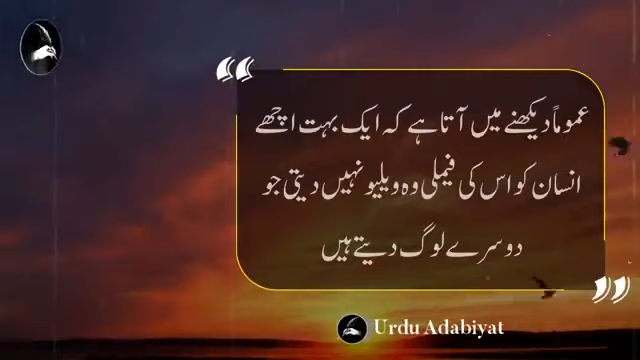 عموماً دیکھنے میں آتا ہے کہ ایک بہت اچھے
انسان کو اس کی فیملی وہ ویلیو نہیں دیتی جو
دوسرے لوگ دیتے ہیں
Urdu Adabiyat